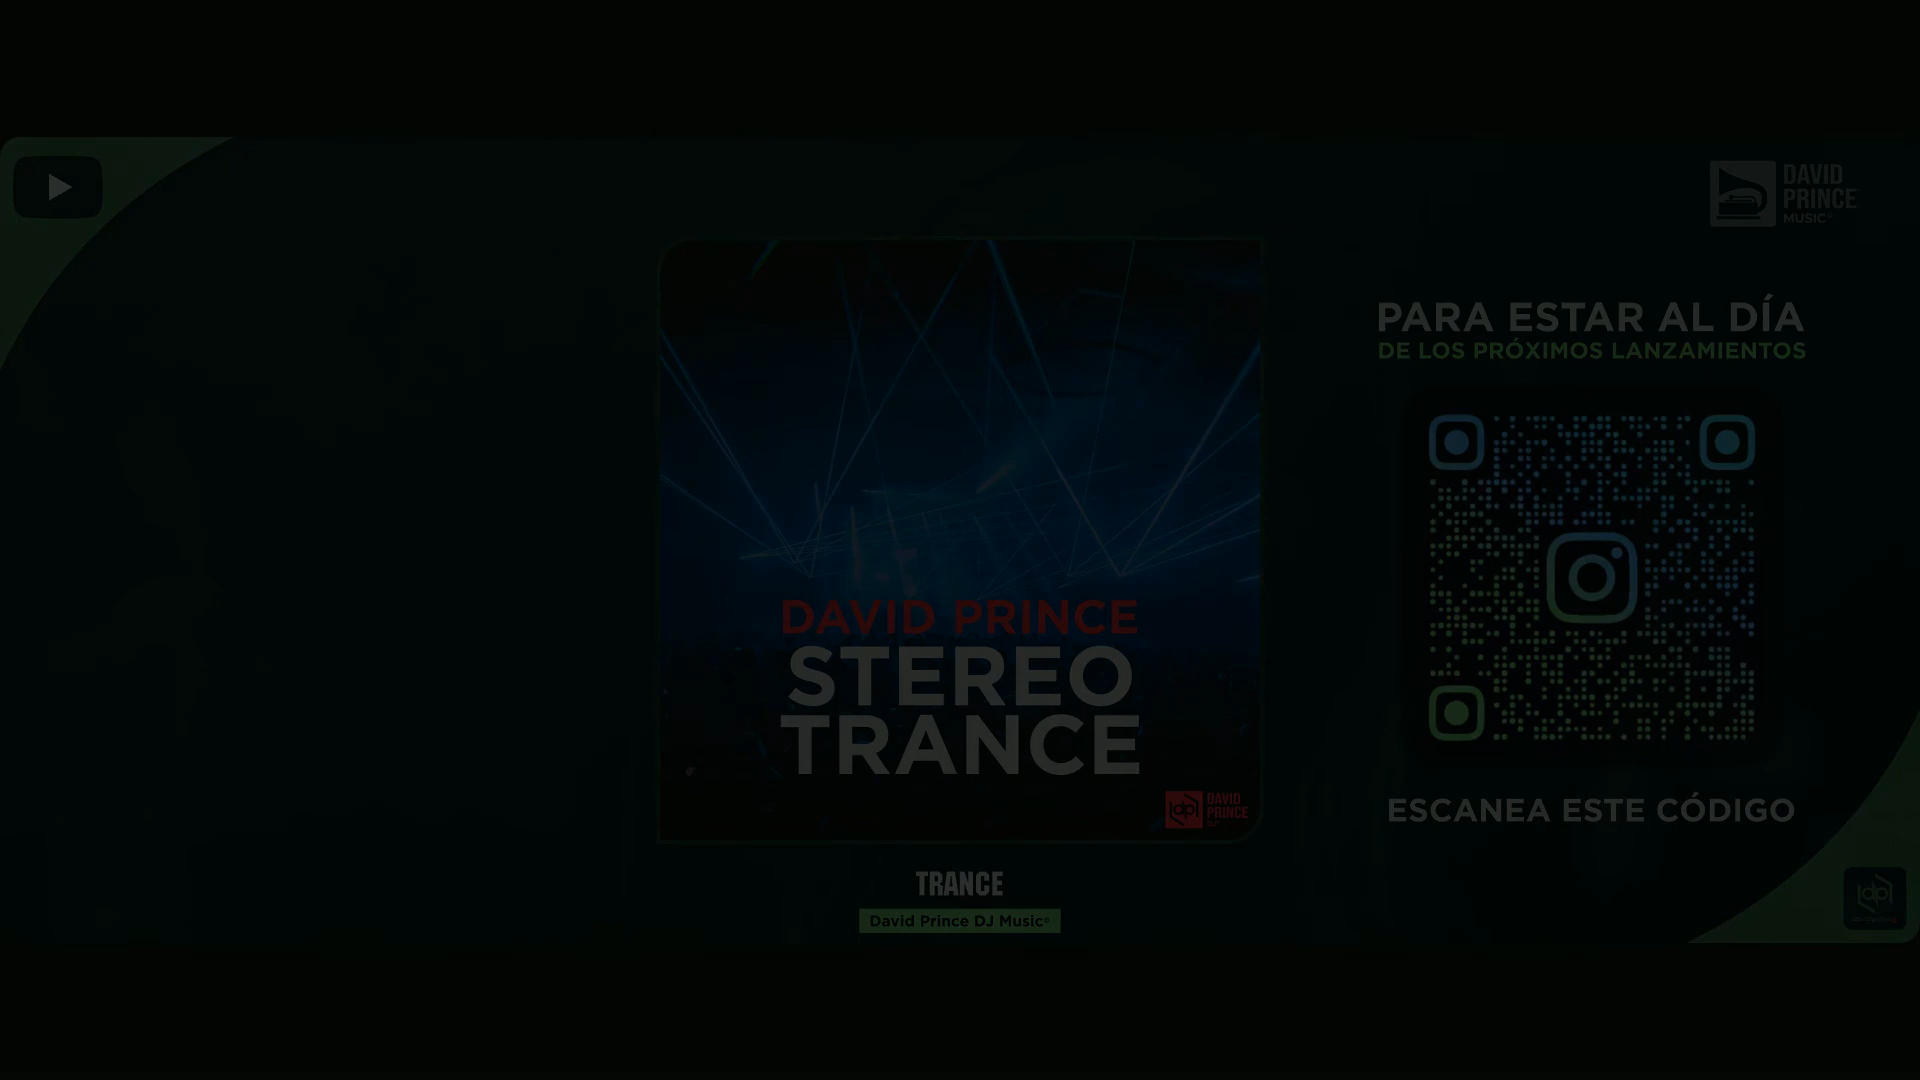 DAVID
PRINCE
MUSIC®
PARA ESTAR AL DÍA
DE LOS PRÓXIMOS LANZAMIENTOS
DAVID PRINCE
STEREO
TRANCE
DAVID
PRINCE
ESCANEA ESTE CÓDIGO
TRANCE
David Prince DJ Music®